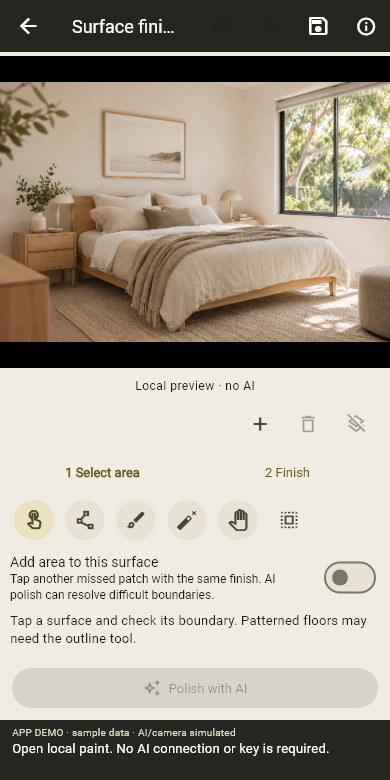 Surface fini...
Local preview · no AI
1 Select area
2 Finish
Add area to this surface
Tap another missed patch with the same finish. AI
polish can resolve difficult boundaries.
Tap a surface and check its boundary. Patterned floors may
need the outline tool.
Polish with AI
APP DEMO · sample data · AI/camera simulated
Open local paint. No AI connection or key is required.